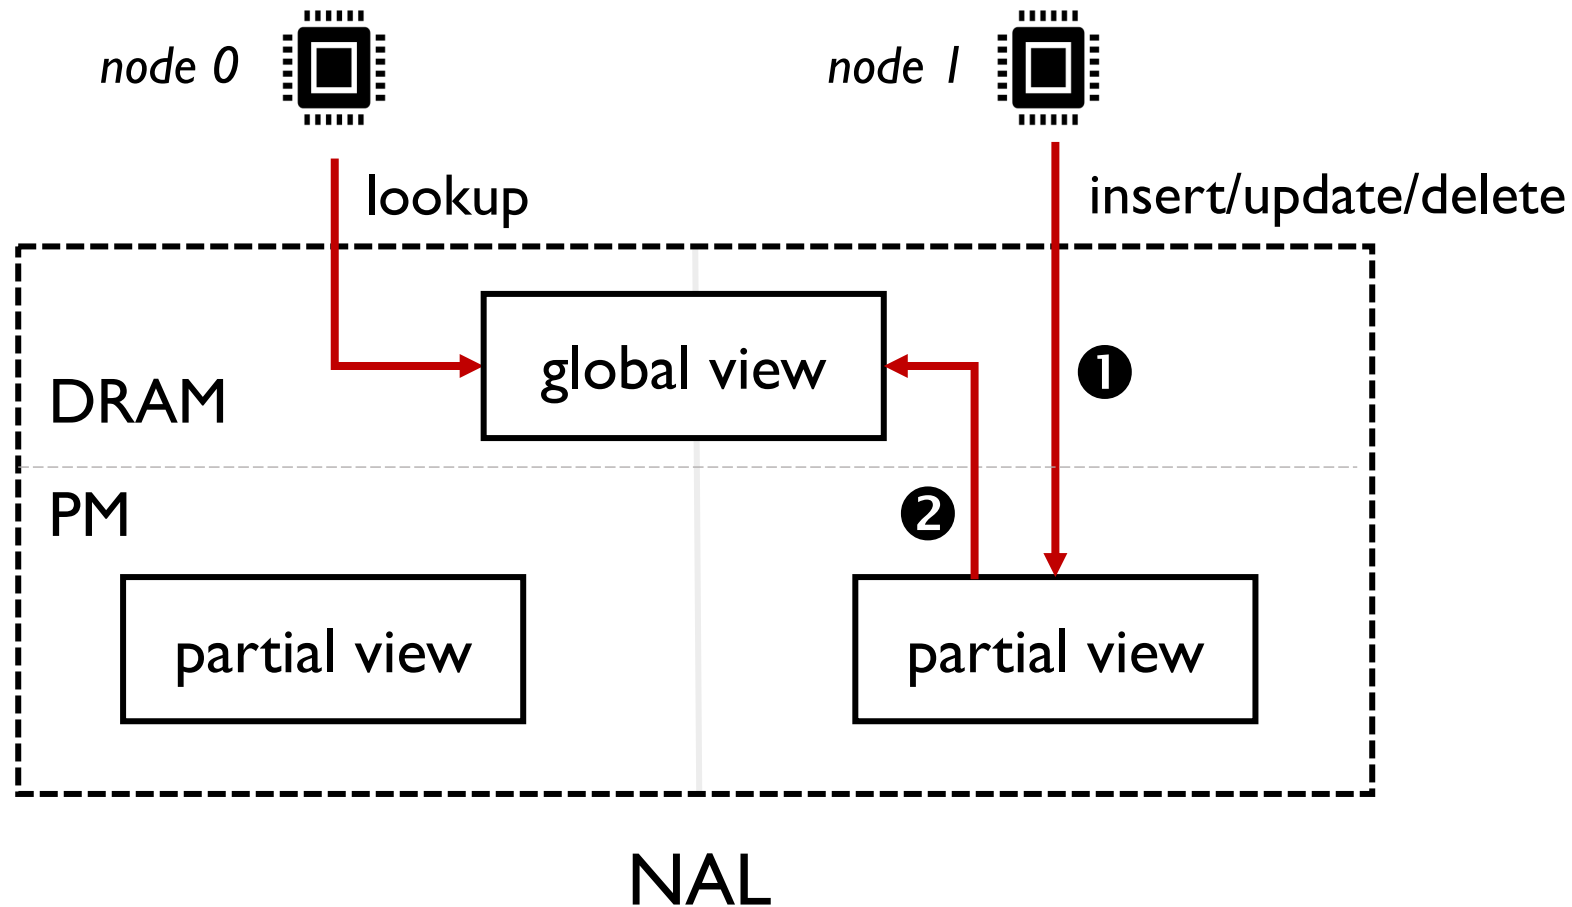 node 0
node 1
lookup
insert/update/delete
global view
❶
DRAM
PM
❷
partial view
partial view
NAL